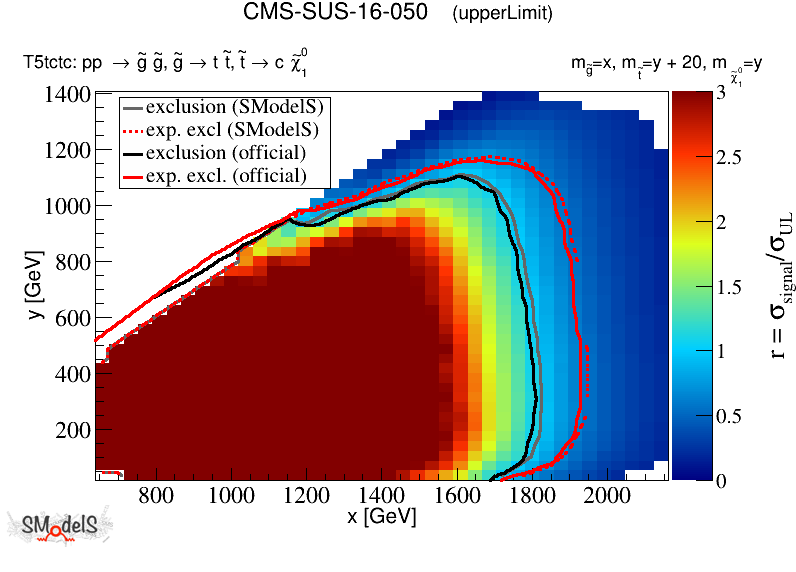 CMS-SUS-16-050 (upperLimit)
T5tctc: pp → g̃ g̃, g̃ → t t̃, t̃ → c χ̃⁰₁
m_g̃=x, m_t̃=y + 20, m_χ̃⁰₁=y
exclusion (SModelS)
exp. excl (SModelS)
exclusion (official)
exp. excl. (official)
1400
1200
1000
800
600
400
200
y [GeV]
800 1000 1200 1400 1600 1800 2000
x [GeV]
3
2.5
2
1.5
1
0.5
0
r = σ_signal/σ_UL
SModelS